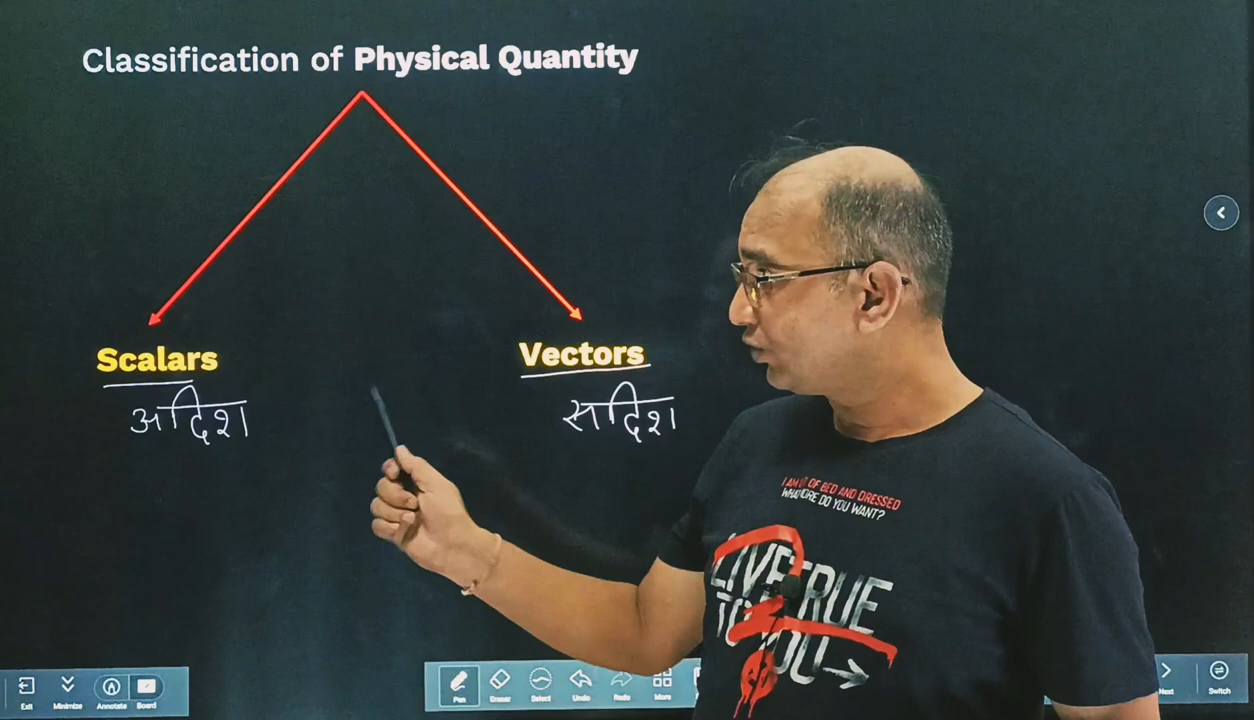 Classification of Physical Quantity
Scalars
Vectors
अदिश
सदिश
I AM OUT OF BED AND DRESSED
WHAT MORE DO YOU WANT?
LIVE TRUE
TO YOU
Exit
Minimize
Annotate
Board
Pen
Eraser
Select
Undo
Redo
More
Next
Switch